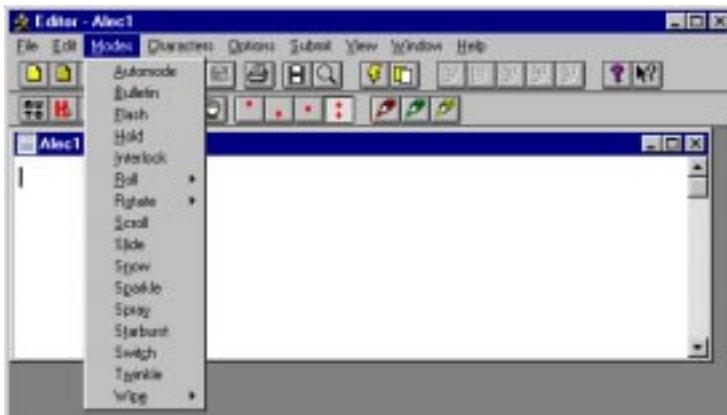 Editor - Alec1
File Edit Modes Characters Options Submit View Window Help
Automode
Bulletin
Flash
Hold
Interlock
Roll
Rotate
Scroll
Slide
Snow
Sparkle
Spray
Starburst
Switch
Twinkle
Wipe
Alec1